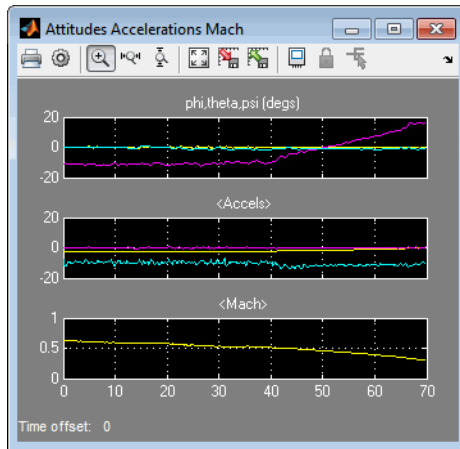 Attitudes Accelerations Mach
phi,theta,psi (degs)
20
0
-20
<Accels>
20
0
-20
<Mach>
1
0.5
0
0 10 20 30 40 50 60 70
Time offset: 0